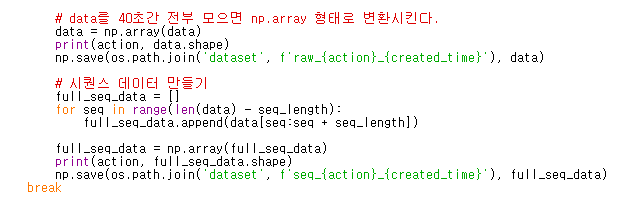 # data를 40초간 전부 모으면 np.array 형태로 변환시킨다.
data = np.array(data)
print(action, data.shape)
np.save(os.path.join('dataset', f'raw_{action}_{created_time}'), data)
# 시퀀스 데이터 만들기
full_seq_data = []
for seq in range(len(data) - seq_length):
full_seq_data.append(data[seq:seq + seq_length])
full_seq_data = np.array(full_seq_data)
print(action, full_seq_data.shape)
np.save(os.path.join('dataset', f'seq_{action}_{created_time}'), full_seq_data)
break